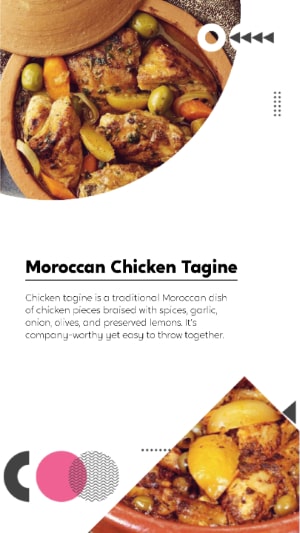 Moroccan Chicken Tagine
Chicken tagine is a traditional Moroccan dish
of chicken pieces braised with spices, garlic,
onion, olives, and preserved lemons. It's
company-worthy yet easy to throw together.